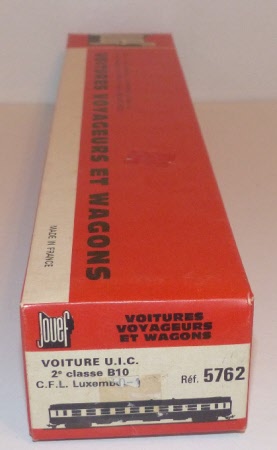 VOITURES VOYAGEURS ET WAGONS
MADE IN FRANCE
Jouef
VOITURES
VOYAGEURS
ET WAGONS
VOITURE U.I.C.
2e classe B10
C.F.L.
Réf. 5762